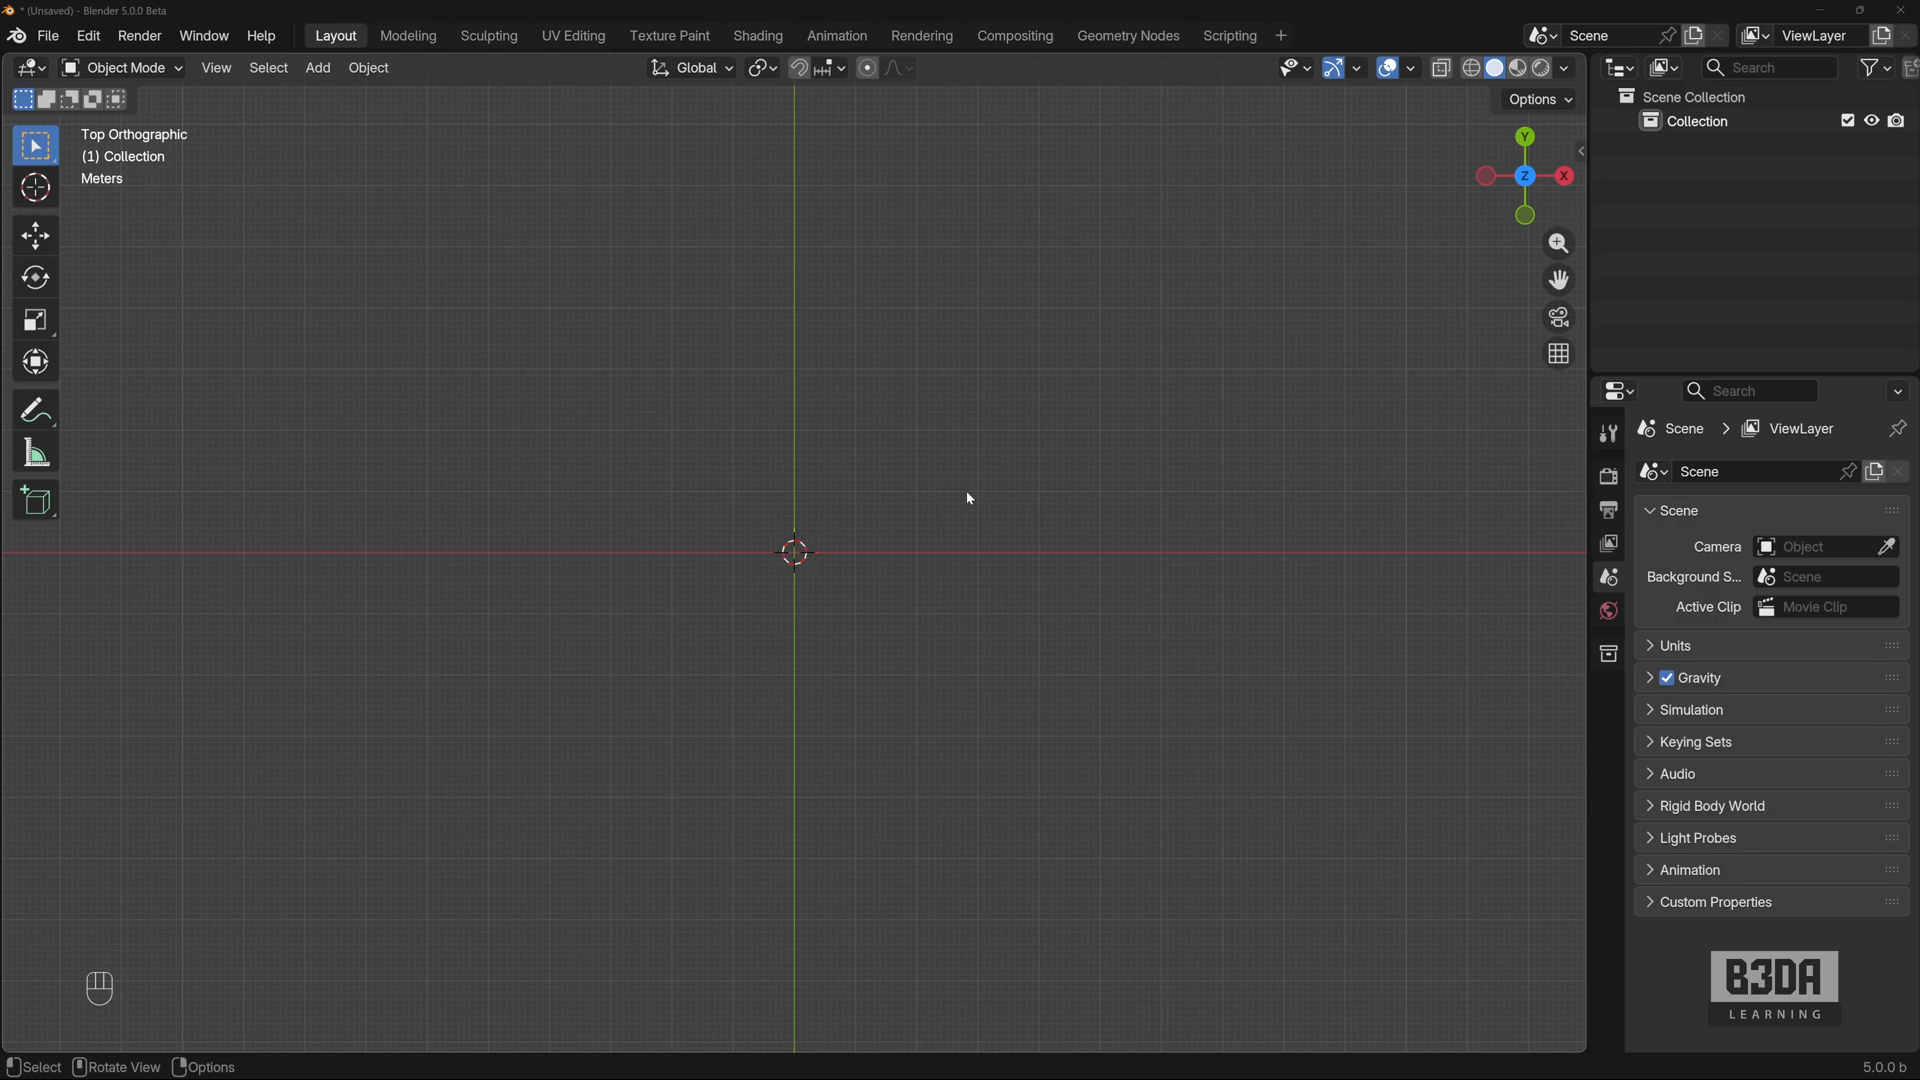 * (Unsaved) - Blender 5.0.0 Beta
File Edit Render Window Help Layout Modeling Sculpting UV Editing Texture Paint Shading Animation Rendering Compositing Geometry Nodes Scripting + Scene ViewLayer
Object Mode View Select Add Object Global Search
Options
Top Orthographic
(1) Collection
Meters
Y
Z X
Scene Collection
Collection
Search
Scene > ViewLayer
Scene
Scene
Camera Object
Background S... Scene
Active Clip Movie Clip
Units
Gravity
Simulation
Keying Sets
Audio
Rigid Body World
Light Probes
Animation
Custom Properties
B3DA
LEARNING
Select Rotate View Options 5.0.0 b